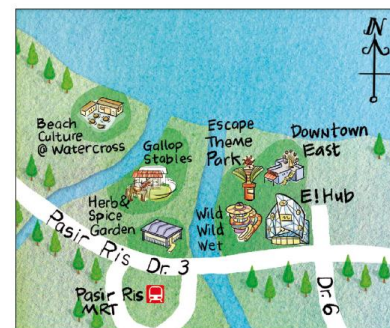 N
Beach
Culture
@ Watercross
Gallop
Stables
Escape
Theme
Park
Downtown
East
Herb &
Spice
Garden
Wild
Wild
Wet
E!Hub
Pasir Ris Dr. 3
Pasir Ris
MRT
Dr. 6